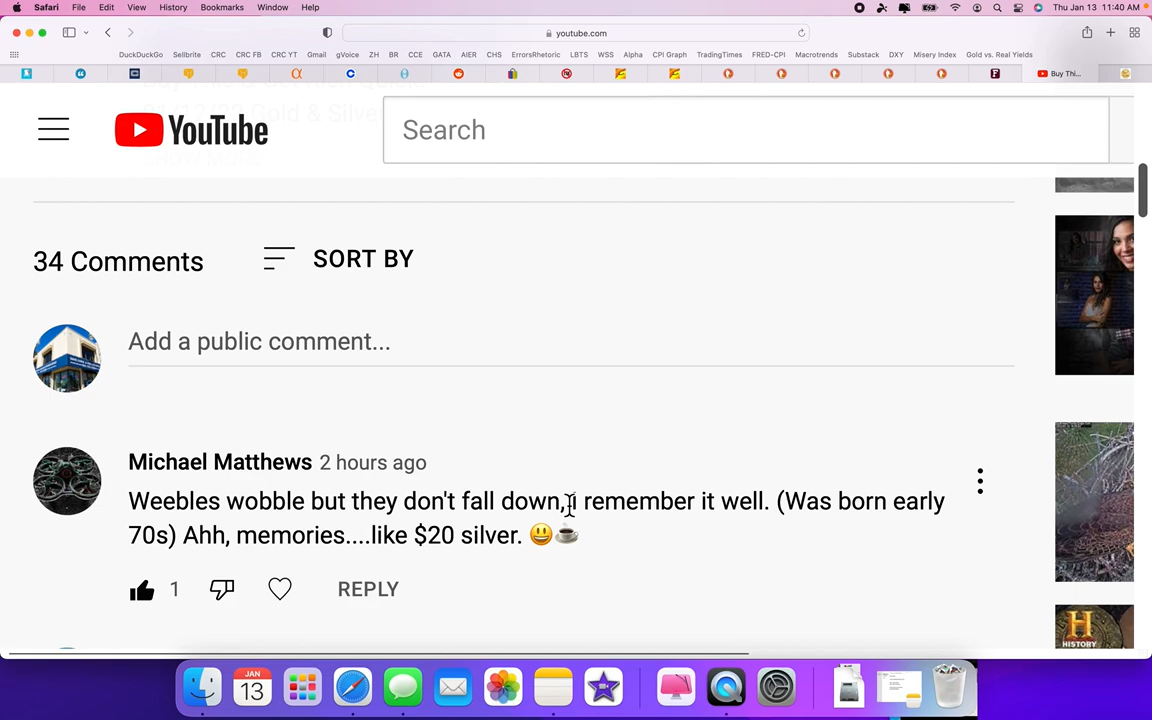 Safari File Edit View History Bookmarks Window Help Thu Jan 13 11:40 AM
youtube.com
DuckDuckGo Sellbrite CRC CRC FB CRC YT Gmail gVoice ZH BR CCE GATA AIER CHS ErrorsRhetoric LBTS WSS Alpha CPI Graph TradingTimes FRED-CPI Macrotrends Substack DXY Misery Index Gold vs. Real Yields
Buy Thi...
YouTube
Search
34 Comments SORT BY
Add a public comment...
Michael Matthews 2 hours ago
Weebles wobble but they don't fall down, i remember it well. (Was born early
70s) Ahh, memories....like $20 silver. 😃☕
1 REPLY
H
HISTORY
JAN
13